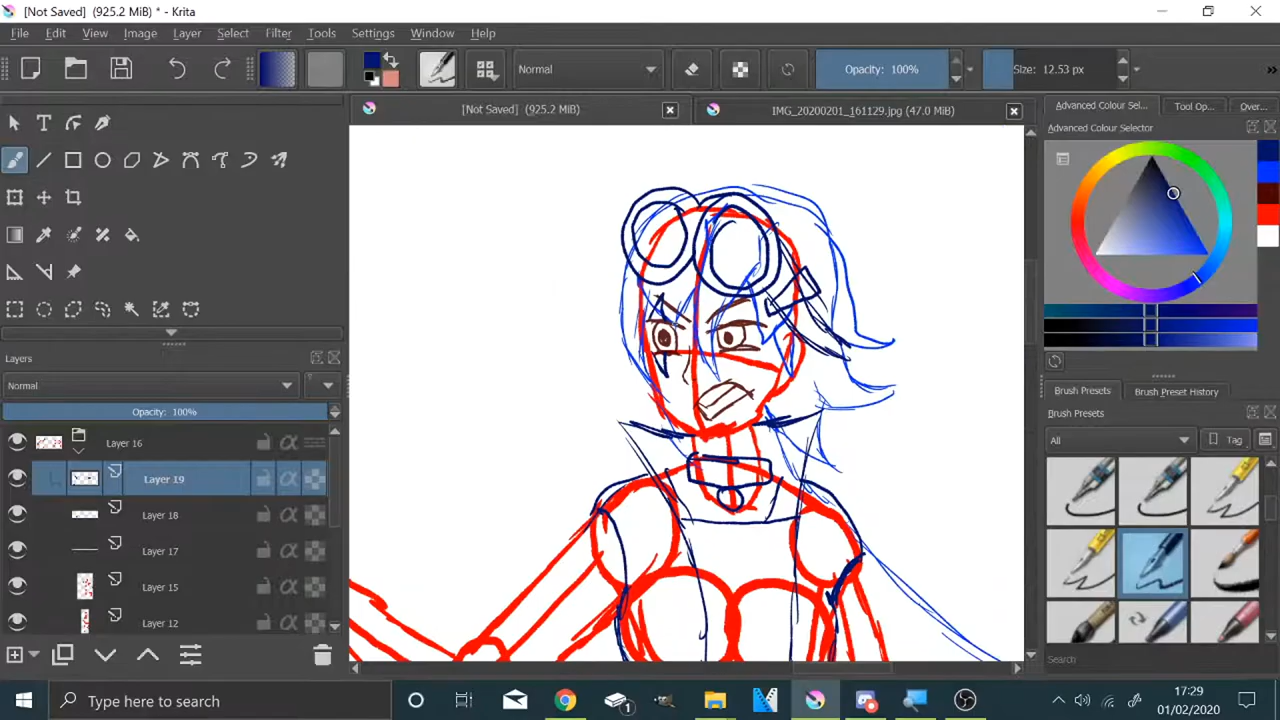 [Not Saved] (925.2 MiB) * - Krita
File Edit View Image Layer Select Filter Tools Settings Window Help
Normal
Opacity: 100%
Size: 12.53 px
»
[Not Saved] (925.2 MiB)
IMG_20200201_161129.jpg (47.0 MiB)
Advanced Colour Sel...
Tool Op...
Over...
Advanced Colour Selector
Layers
Normal
Opacity: 100%
Layer 16
Layer 19
Layer 18
Layer 17
Layer 15
Layer 12
Brush Presets
Brush Preset History
Brush Presets
All
Tag
Search
Type here to search
1
17:29
01/02/2020